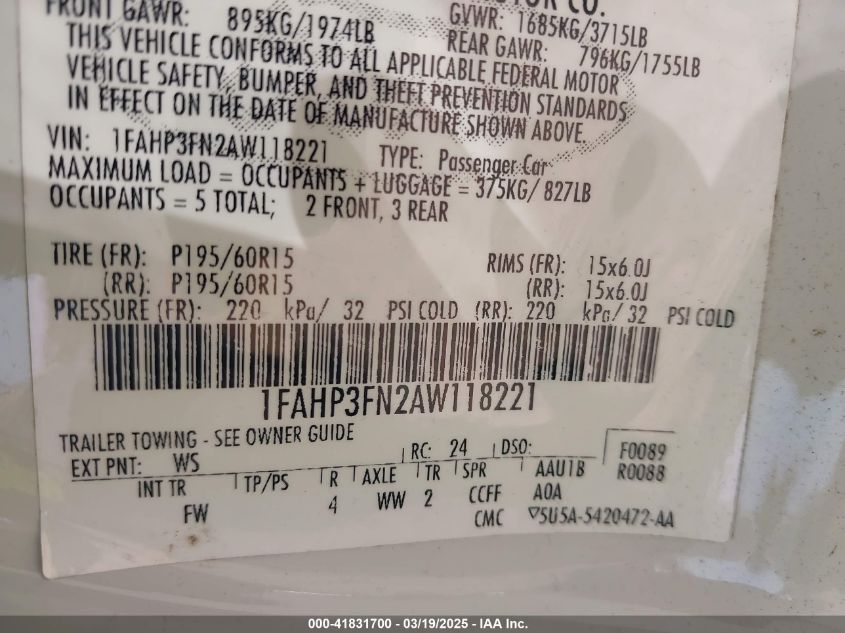 TOR CO.
FRONT GAWR: 895KG/1974LB GVWR: 1685KG/3715LB
REAR GAWR: 796KG/1755LB
THIS VEHICLE CONFORMS TO ALL APPLICABLE FEDERAL MOTOR
VEHICLE SAFETY, BUMPER, AND THEFT PREVENTION STANDARDS
IN EFFECT ON THE DATE OF MANUFACTURE SHOWN ABOVE.
VIN: 1FAHP3FN2AW118221 TYPE: Passenger Car
MAXIMUM LOAD = OCCUPANTS + LUGGAGE = 375KG/ 827LB
OCCUPANTS = 5 TOTAL; 2 FRONT, 3 REAR
TIRE (FR): P195/60R15 RIMS (FR): 15x6.0J
(RR): P195/60R15 (RR): 15x6.0J
PRESSURE (FR): 220 kPa/ 32 PSI COLD (RR): 220 kPa/ 32 PSI COLD
1FAHP3FN2AW118221
TRAILER TOWING - SEE OWNER GUIDE
EXT PNT: WS RC: 24 DSO: F0089
R0088
INT TR TP/PS R AXLE TR SPR AAU1B
FW 4 WW 2 CCFF A0A
CMC ▽5U5A-5420472-AA
000-41831700 - 03/19/2025 - IAA Inc.